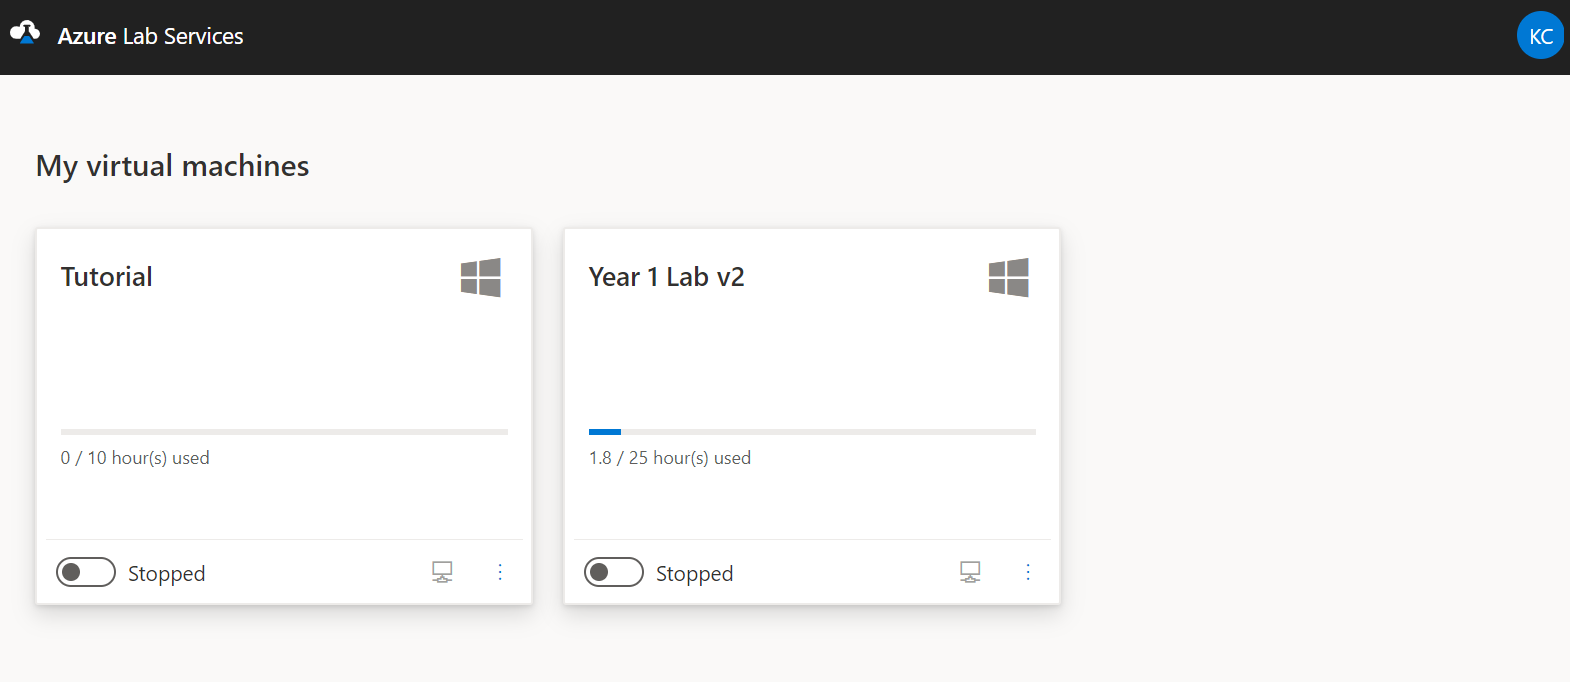 Azure Lab Services
KC
My virtual machines
Tutorial
0 / 10 hour(s) used
Stopped
Year 1 Lab v2
1.8 / 25 hour(s) used
Stopped